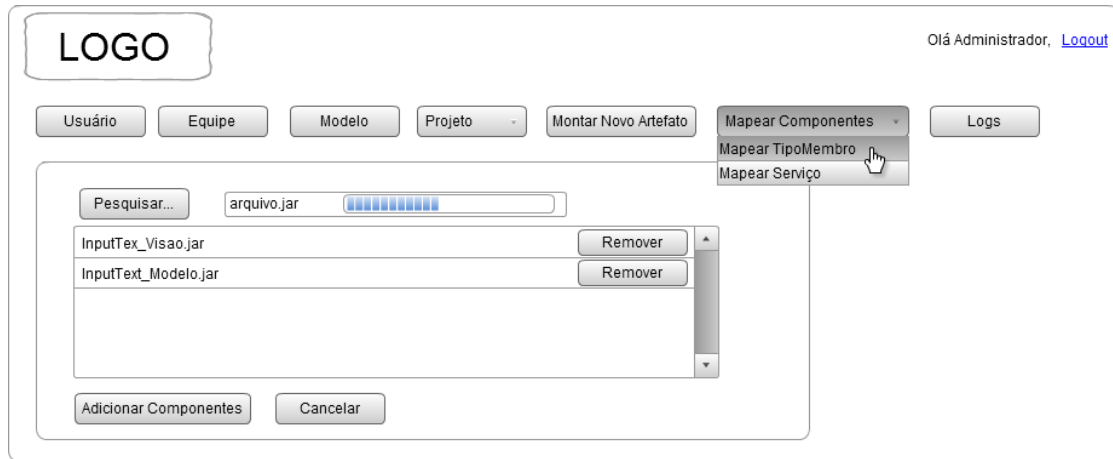 LOGO
Olá Administrador, Logout
Usuário Equipe Modelo Projeto Montar Novo Artefato Mapear Componentes Logs
Mapear TipoMembro
Mapear Serviço
Pesquisar... arquivo.jar
InputTex_Visao.jar Remover
InputText_Modelo.jar Remover
Adicionar Componentes Cancelar